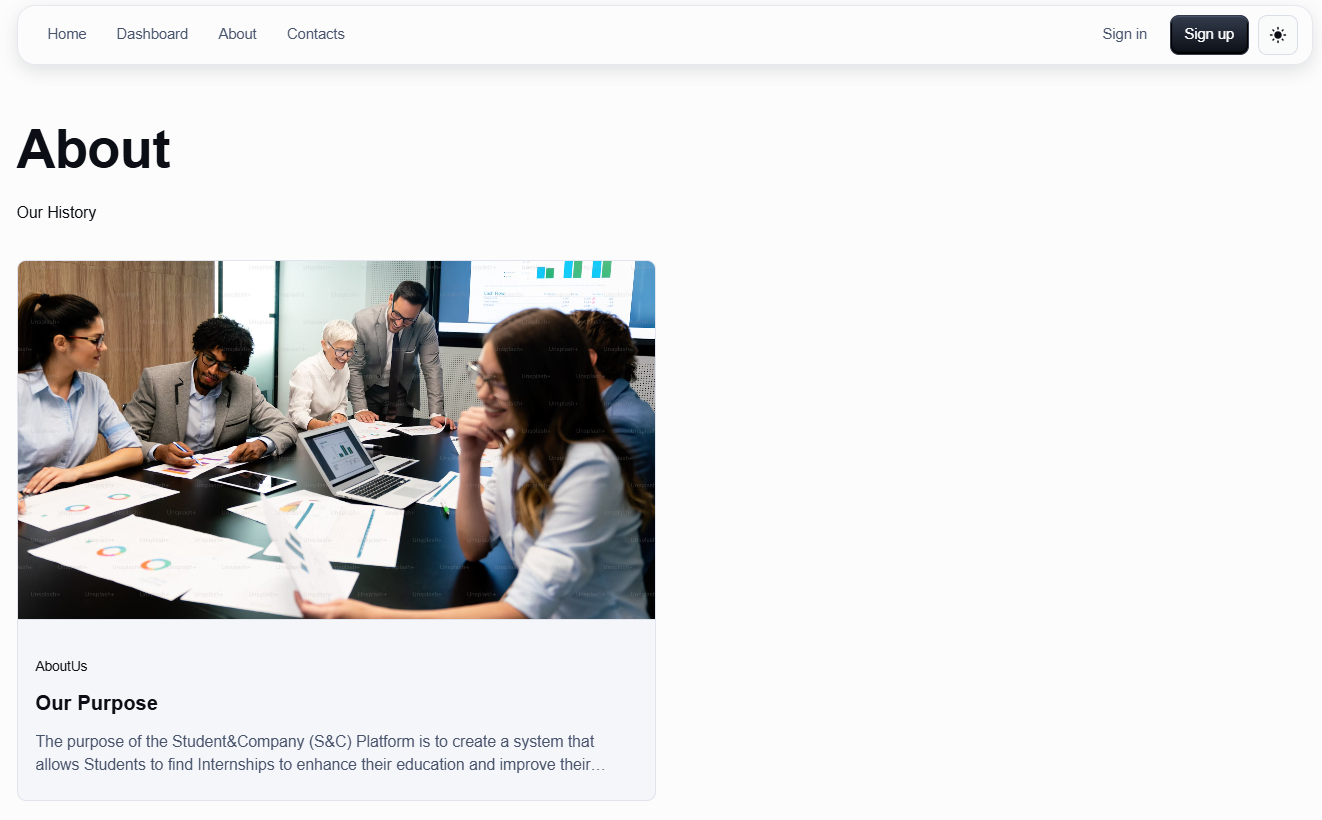 Home Dashboard About Contacts Sign in Sign up
About
Our History
Unsplash+
AboutUs
Our Purpose
The purpose of the Student&Company (S&C) Platform is to create a system that
allows Students to find Internships to enhance their education and improve their…